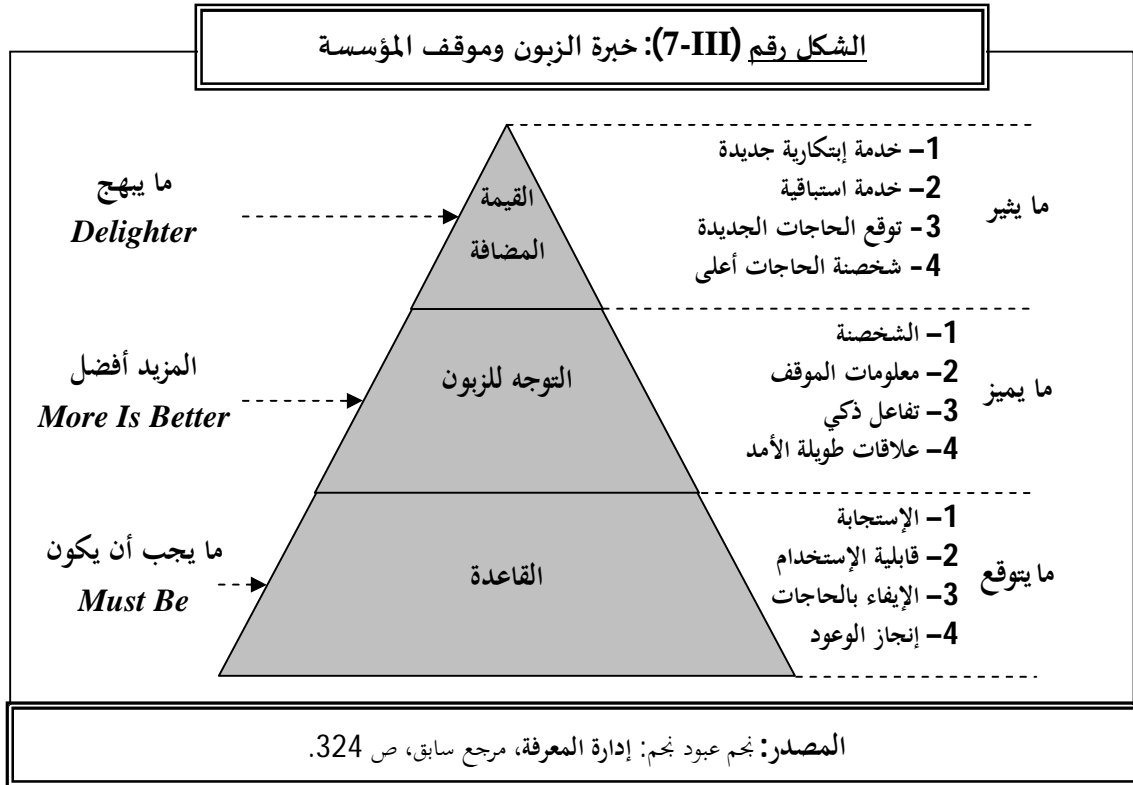 الشكل رقم (III-7): خبرة الزبون وموقف المؤسسة
ما يثير
1– خدمة إبتكارية جديدة
2– خدمة استباقية
3- توقع الحاجات الجديدة
4- شخصنة الحاجات أعلى
القيمة
المضافة
ما يبهج
Delighter
ما يميز
1– الشخصنة
2– معلومات الموقف
3– تفاعل ذكي
4– علاقات طويلة الأمد
التوجه للزبون
المزيد أفضل
More Is Better
ما يتوقع
1– الإستجابة
2– قابلية الإستخدام
3– الإيفاء بالحاجات
4– إنجاز الوعود
القاعدة
ما يجب أن يكون
Must Be
المصدر: نجم عبود نجم: إدارة المعرفة، مرجع سابق، ص 324.